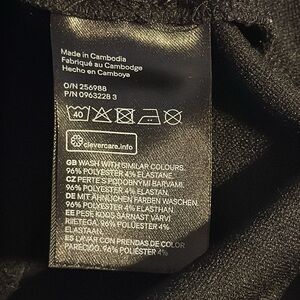 Made in Cambodia
Fabriqué au Cambodge
Hecho en Camboya
O/N 256988
P/N 0963228 3
40
clevercare.info
GB WASH WITH SIMILAR COLOURS.
96% POLYESTER 4% ELASTANE.
CZ PERTE S PODOBNÝMI BARVAMI.
96% POLYESTER 4% ELASTAN.
DE MIT ÄHNLICHEN FARBEN WASCHEN.
96% POLYESTER 4% ELASTHAN.
EE PESE KOOS SARNAST VÄRVI
RIIETEGA. 96% POLÜESTER 4%
ELASTAAN.
ES LAVAR CON PRENDAS DE COLOR
PARECIDO. 96% POLIÉSTER 4%